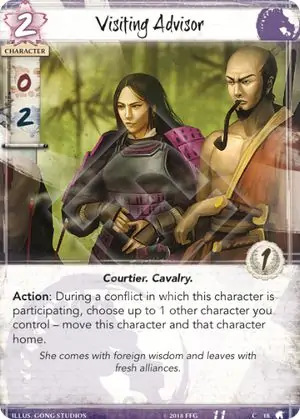 Visiting Advisor
2
CHARACTER
0
2
1
Courtier. Cavalry.
Action: During a conflict in which this character is
participating, choose up to 1 other character you
control – move this character and that character
home.
She comes with foreign wisdom and leaves with
fresh alliances.
ILLUS. GONG STUDIOS
© 2018 FFG
11
C
18